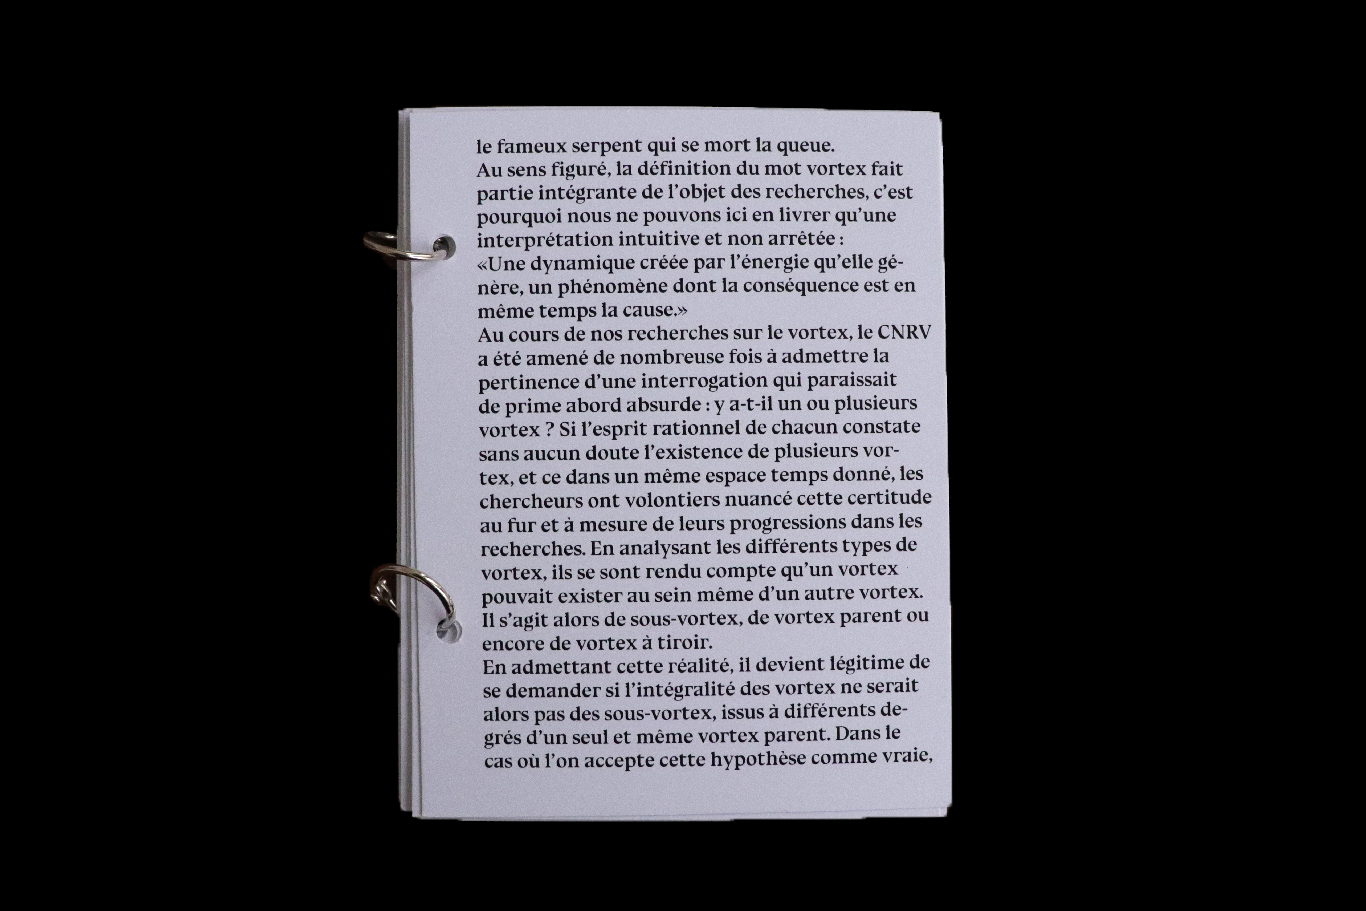 le fameux serpent qui se mort la queue.
Au sens figuré, la définition du mot vortex fait
partie intégrante de l’objet des recherches, c’est
pourquoi nous ne pouvons ici en livrer qu’une
interprétation intuitive et non arrêtée :
«Une dynamique créée par l’énergie qu’elle gé-
nère, un phénomène dont la conséquence est en
même temps la cause.»
Au cours de nos recherches sur le vortex, le CNRV
a été amené de nombreuse fois à admettre la
pertinence d’une interrogation qui paraissait
de prime abord absurde : y a-t-il un ou plusieurs
vortex ? Si l’esprit rationnel de chacun constate
sans aucun doute l’existence de plusieurs vor-
tex, et ce dans un même espace temps donné, les
chercheurs ont volontiers nuancé cette certitude
au fur et à mesure de leurs progressions dans les
recherches. En analysant les différents types de
vortex, ils se sont rendu compte qu’un vortex
pouvait exister au sein même d’un autre vortex.
Il s’agit alors de sous-vortex, de vortex parent ou
encore de vortex à tiroir.
En admettant cette réalité, il devient légitime de
se demander si l’intégralité des vortex ne serait
alors pas des sous-vortex, issus à différents de-
grés d’un seul et même vortex parent. Dans le
cas où l’on accepte cette hypothèse comme vraie,